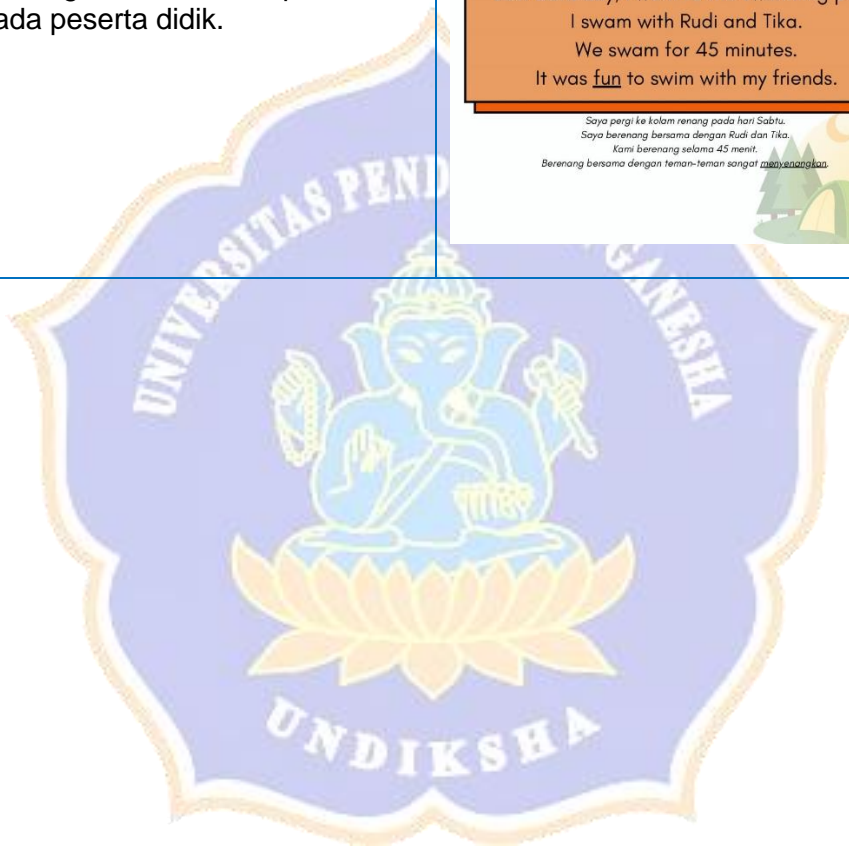 ada peserta didik.
I swam with Rudi and Tika.
We swam for 45 minutes.
It was fun to swim with my friends.
Saya pergi ke kolam renang pada hari Sabtu.
Saya berenang bersama dengan Rudi dan Tika.
Kami berenang selama 45 menit.
Berenang bersama dengan teman-teman sangat menyenangkan.
UNIVERSITAS PEND GANESHA
UNDIKSHA